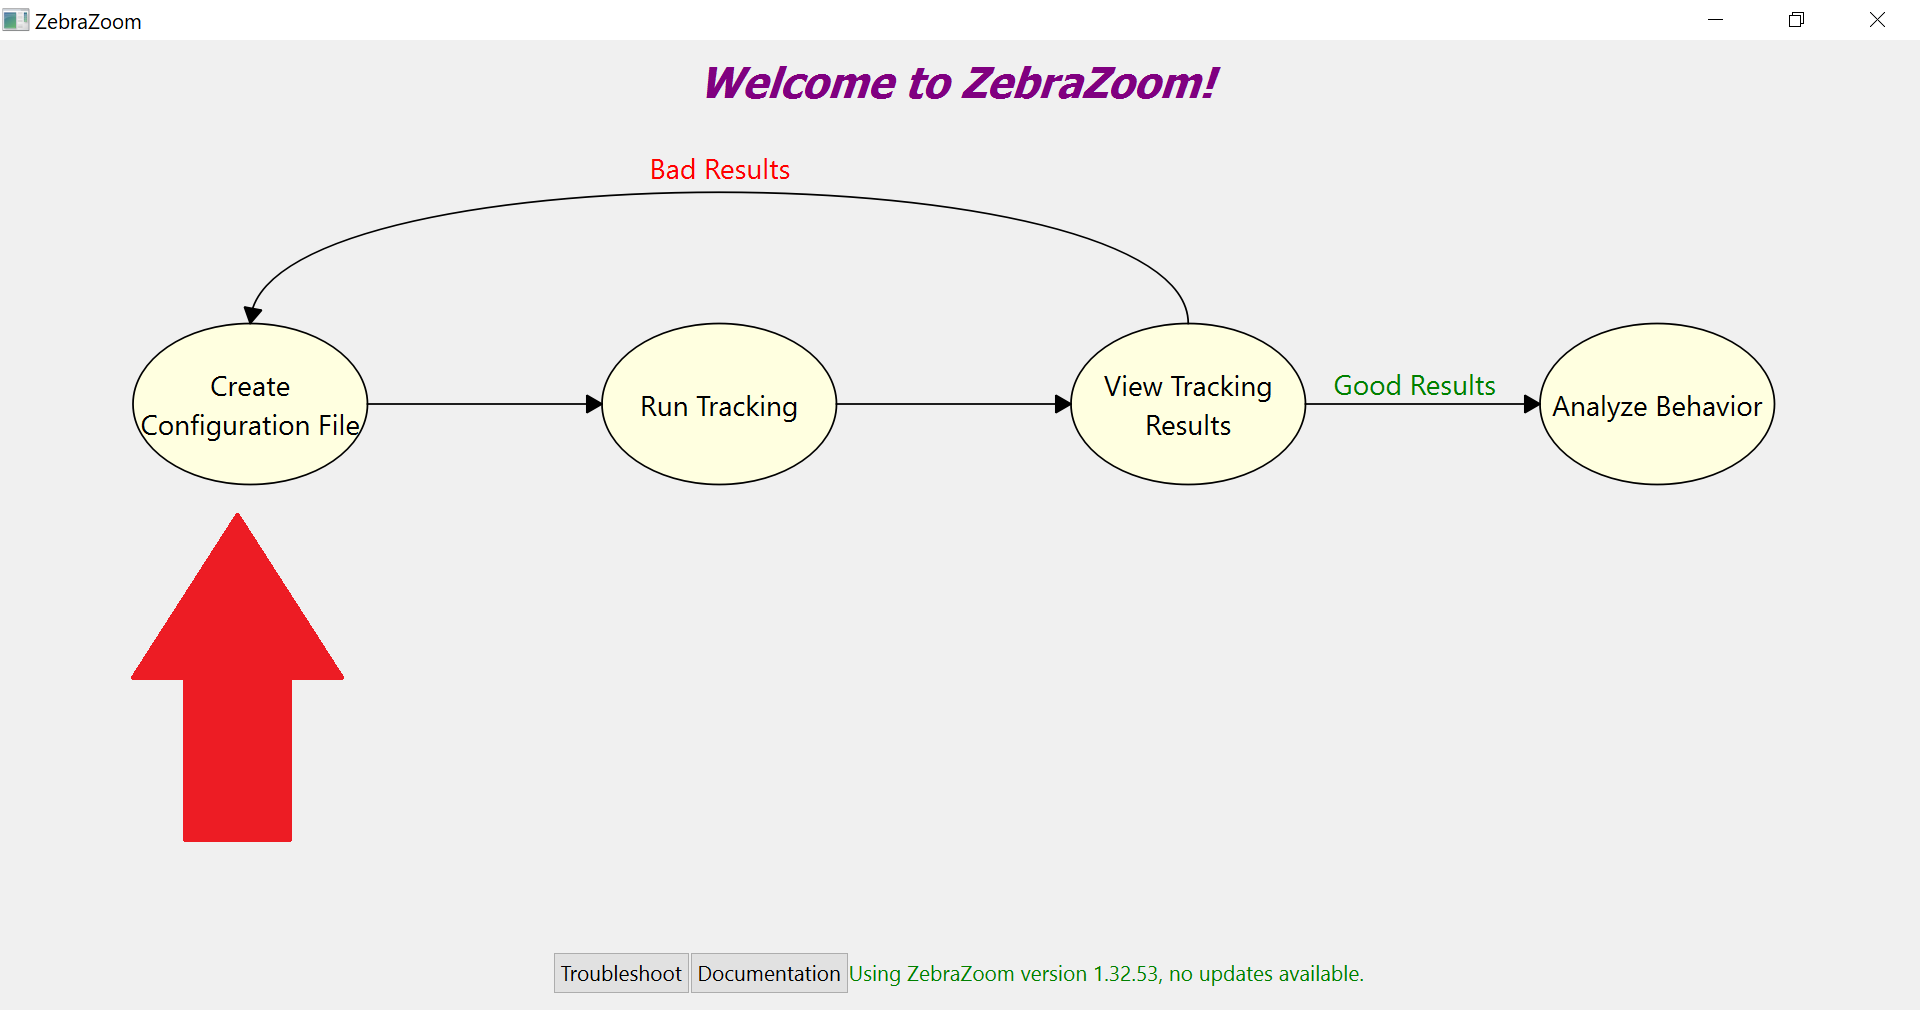 ZebraZoom
Welcome to ZebraZoom!
Bad Results
Create
Configuration File
Run Tracking
View Tracking
Results
Good Results
Analyze Behavior
Troubleshoot
Documentation
Using ZebraZoom version 1.32.53, no updates available.